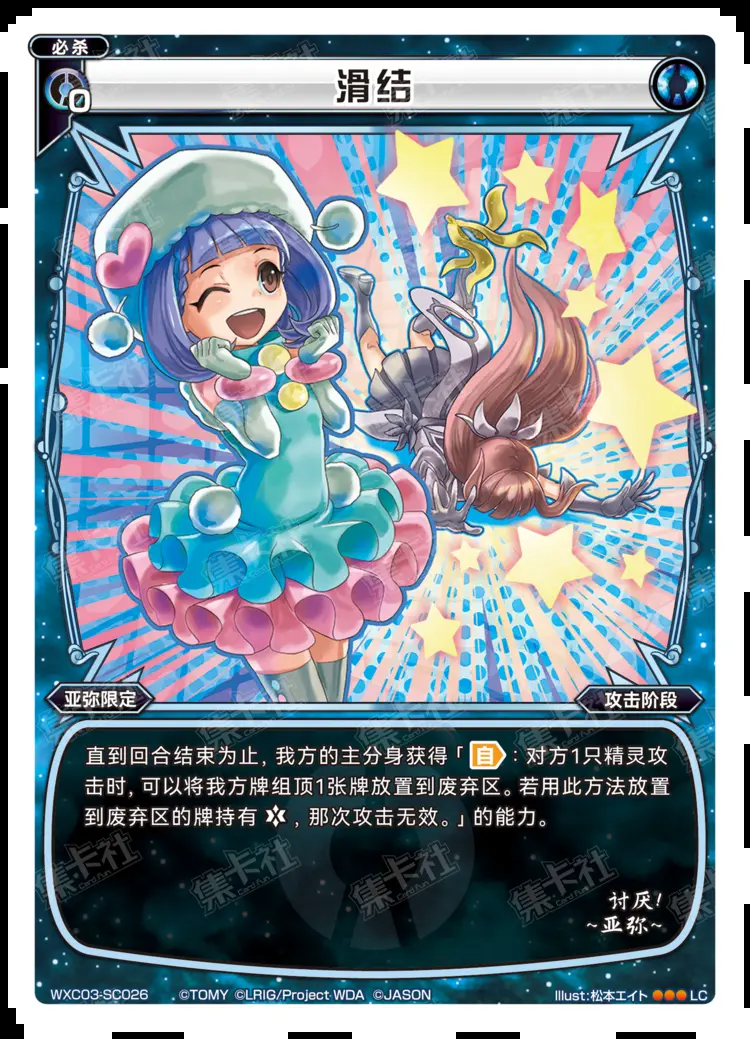 必杀
0
滑结
亚弥限定
攻击阶段
直到回合结束为止，我方的主分身获得「自：对方1只精灵攻
击时，可以将我方牌组顶1张牌放置到废弃区。若用此方法放置
到废弃区的牌持有，那次攻击无效。」的能力。
讨厌!
~亚弥~
WXC03-SC026 ©TOMY ©LRIG/Project WDA ©JASON Illust:松本エイト LC
集卡社